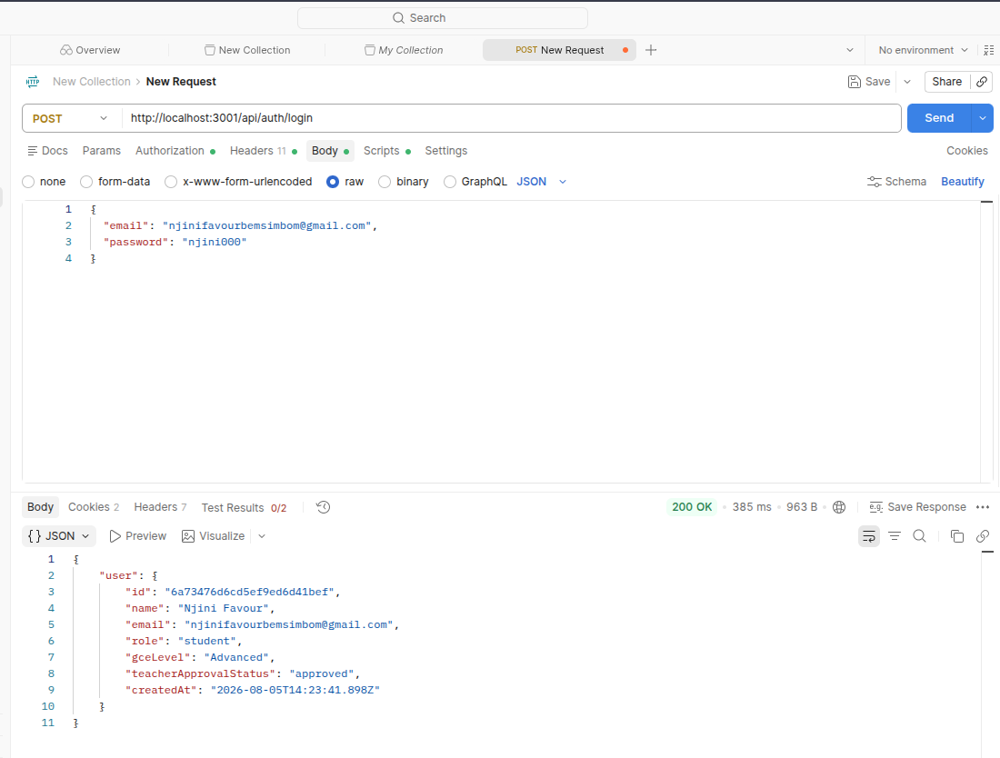 Search
Overview New Collection My Collection POST New Request No environment
HTTP New Collection › New Request Save Share
POST http://localhost:3001/api/auth/login Send
Docs Params Authorization Headers 11 Body Scripts Settings Cookies
none form-data x-www-form-urlencoded raw binary GraphQL JSON Schema Beautify
1 {
2 "email": "njinifavourbemsimbom@gmail.com",
3 "password": "njini000"
4 }
Body Cookies 2 Headers 7 Test Results 0/2 200 OK • 385 ms • 963 B • e.g. Save Response
{} JSON Preview Visualize
1 {
2 "user": {
3 "id": "6a73476d6cd5ef9ed6d41bef",
4 "name": "Njini Favour",
5 "email": "njinifavourbemsimbom@gmail.com",
6 "role": "student",
7 "gceLevel": "Advanced",
8 "teacherApprovalStatus": "approved",
9 "createdAt": "2026-08-05T14:23:41.898Z"
10 }
11 }